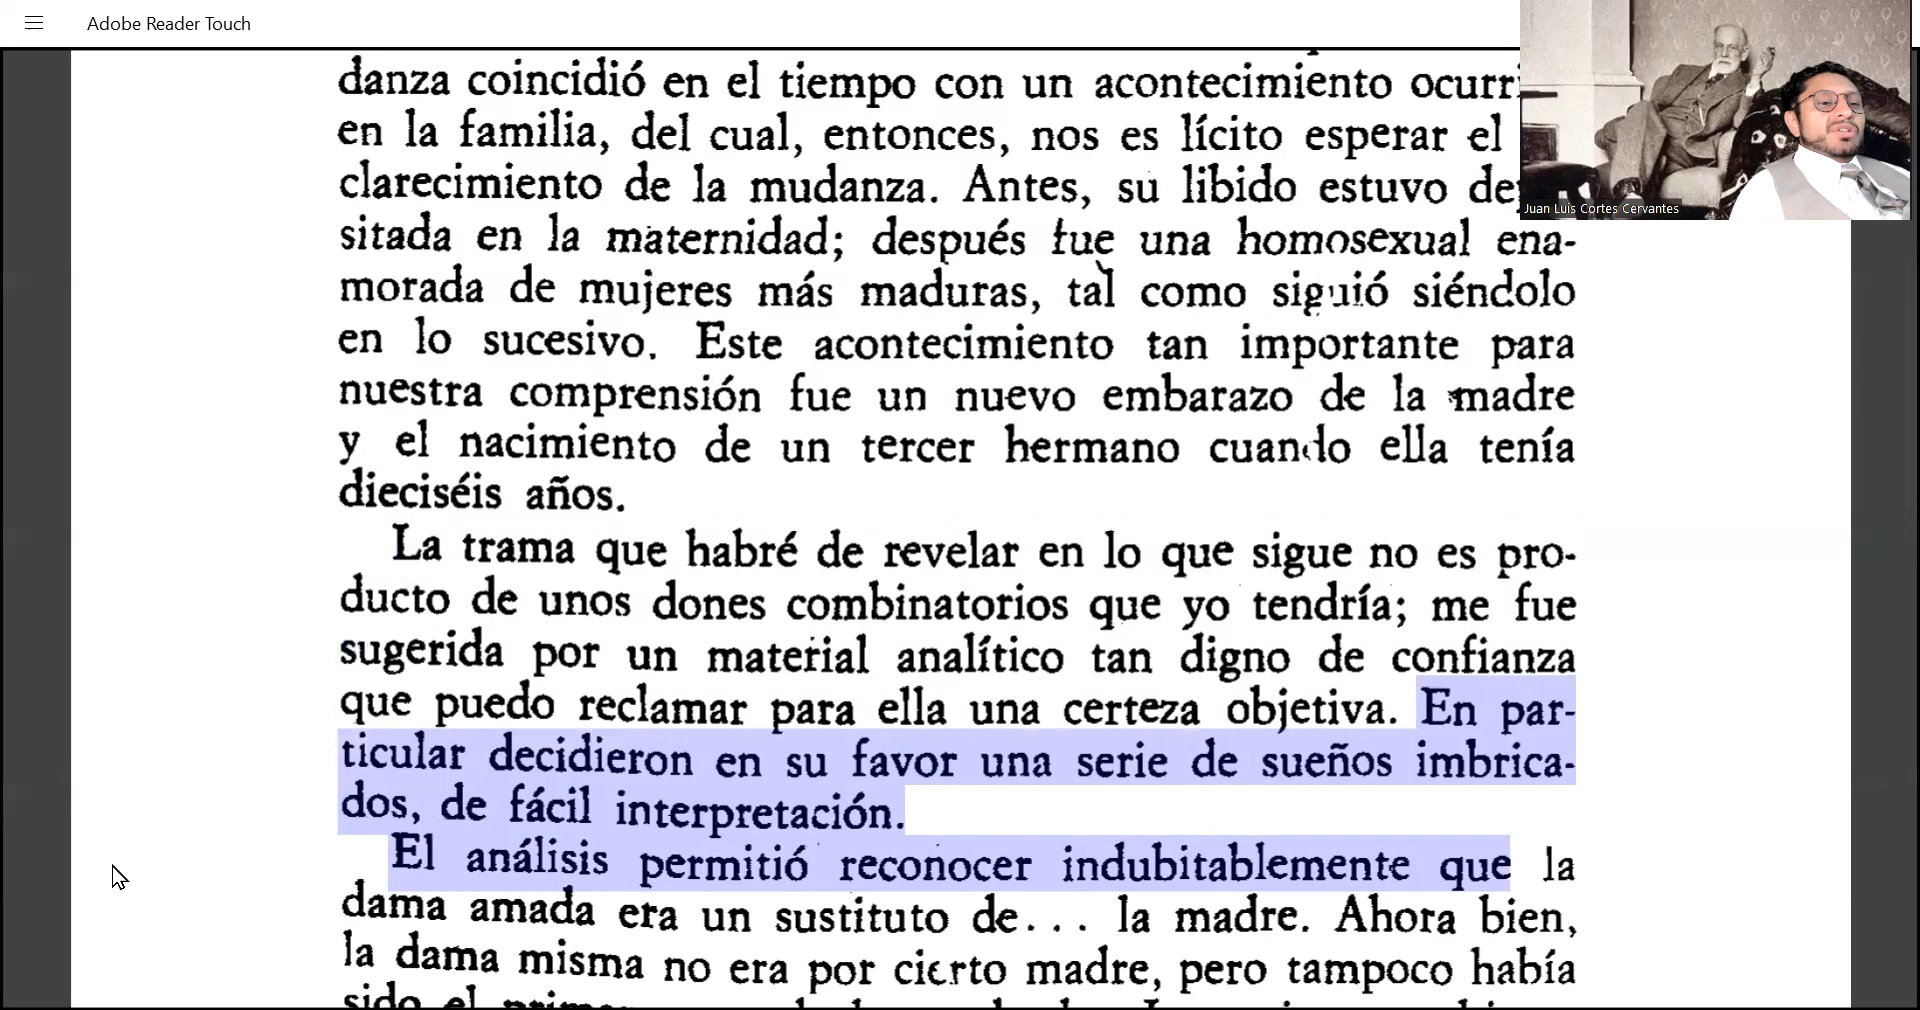 Adobe Reader Touch
danza coincidió en el tiempo con un acontecimiento
en la familia, del cual, entonces, nos es lícito esperar el
clarecimiento de la mudanza. Antes, su libido estuvo
Juan Luis Cortes Cervantes
sitada en la maternidad; después fue una homosexual ena-
morada de mujeres más maduras, tal como siguió siéndolo
en lo sucesivo. Este acontecimiento tan importante para
nuestra comprensión fue un nuevo embarazo de la madre
y el nacimiento de un tercer hermano cuando ella tenía
dieciséis años.
La trama que habré de revelar en lo que sigue no es pro-
ducto de unos dones combinatorios que yo tendría; me fue
sugerida por un material analítico tan digno de confianza
que puedo reclamar para ella una certeza objetiva. En par-
ticular decidieron en su favor una serie de sueños imbrica-
dos, de fácil interpretación.
El análisis permitió reconocer indubitablemente que la
dama amada era un sustituto de... la madre. Ahora bien,
la dama misma no era por cierto madre, pero tampoco había
sido el